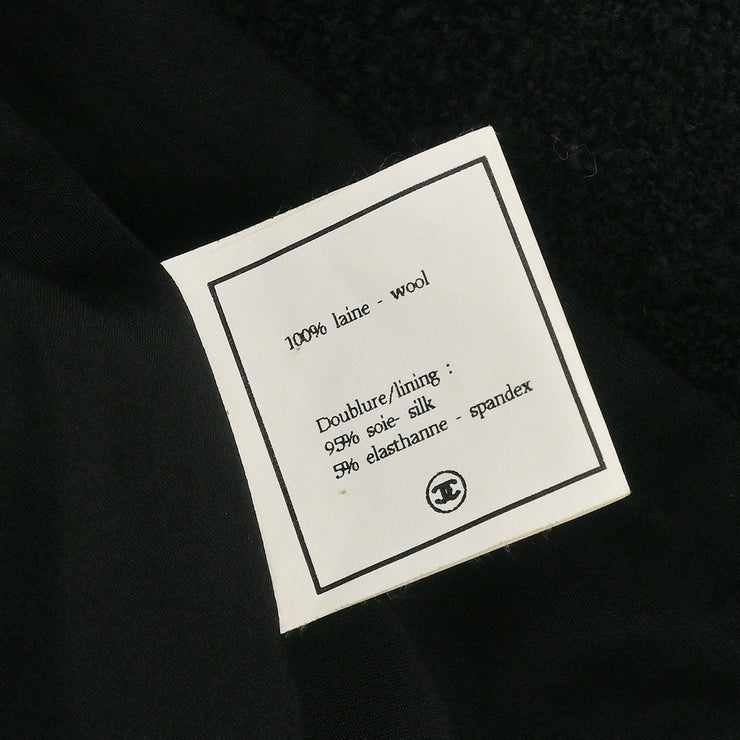 100% laine - wool
Doublure/lining :
95% soie- silk
5% elasthanne - spandex